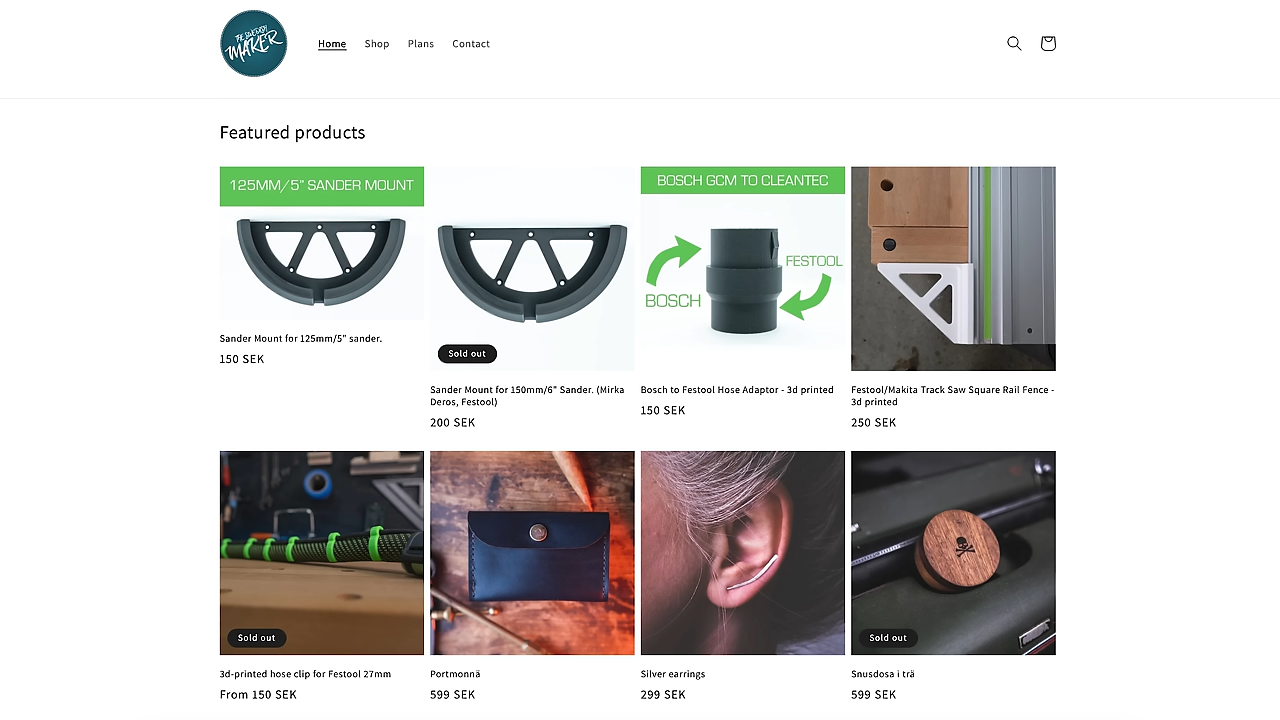 THE SWEDISH
MAKER
Home
Shop
Plans
Contact
Featured products
125MM/5" SANDER MOUNT
Sander Mount for 125mm/5" sander.
150 SEK
Sold out
Sander Mount for 150mm/6" Sander. (Mirka
Deros, Festool)
200 SEK
BOSCH GCM TO CLEANTEC
FESTOOL
BOSCH
Bosch to Festool Hose Adaptor - 3d printed
150 SEK
Festool/Makita Track Saw Square Rail Fence -
3d printed
250 SEK
Sold out
3d-printed hose clip for Festool 27mm
From 150 SEK
Portmonnä
599 SEK
Silver earrings
299 SEK
Sold out
Snusdosa i trä
599 SEK